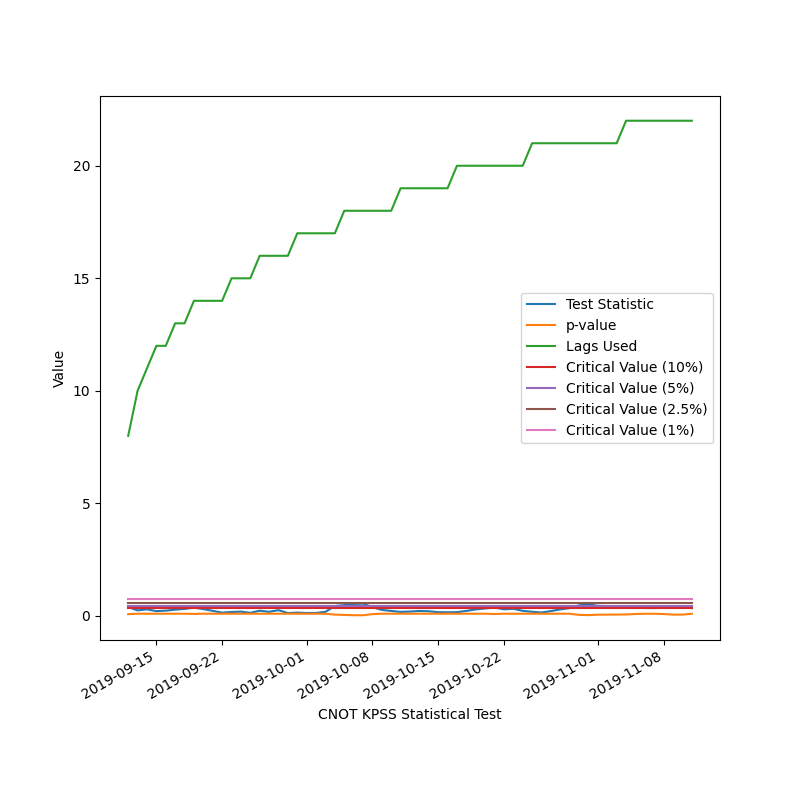 20
15
10
5
0
Value
Test Statistic
p-value
Lags Used
Critical Value (10%)
Critical Value (5%)
Critical Value (2.5%)
Critical Value (1%)
2019-09-15
2019-09-22
2019-10-01
2019-10-08
2019-10-15
2019-10-22
2019-11-01
2019-11-08
CNOT KPSS Statistical Test